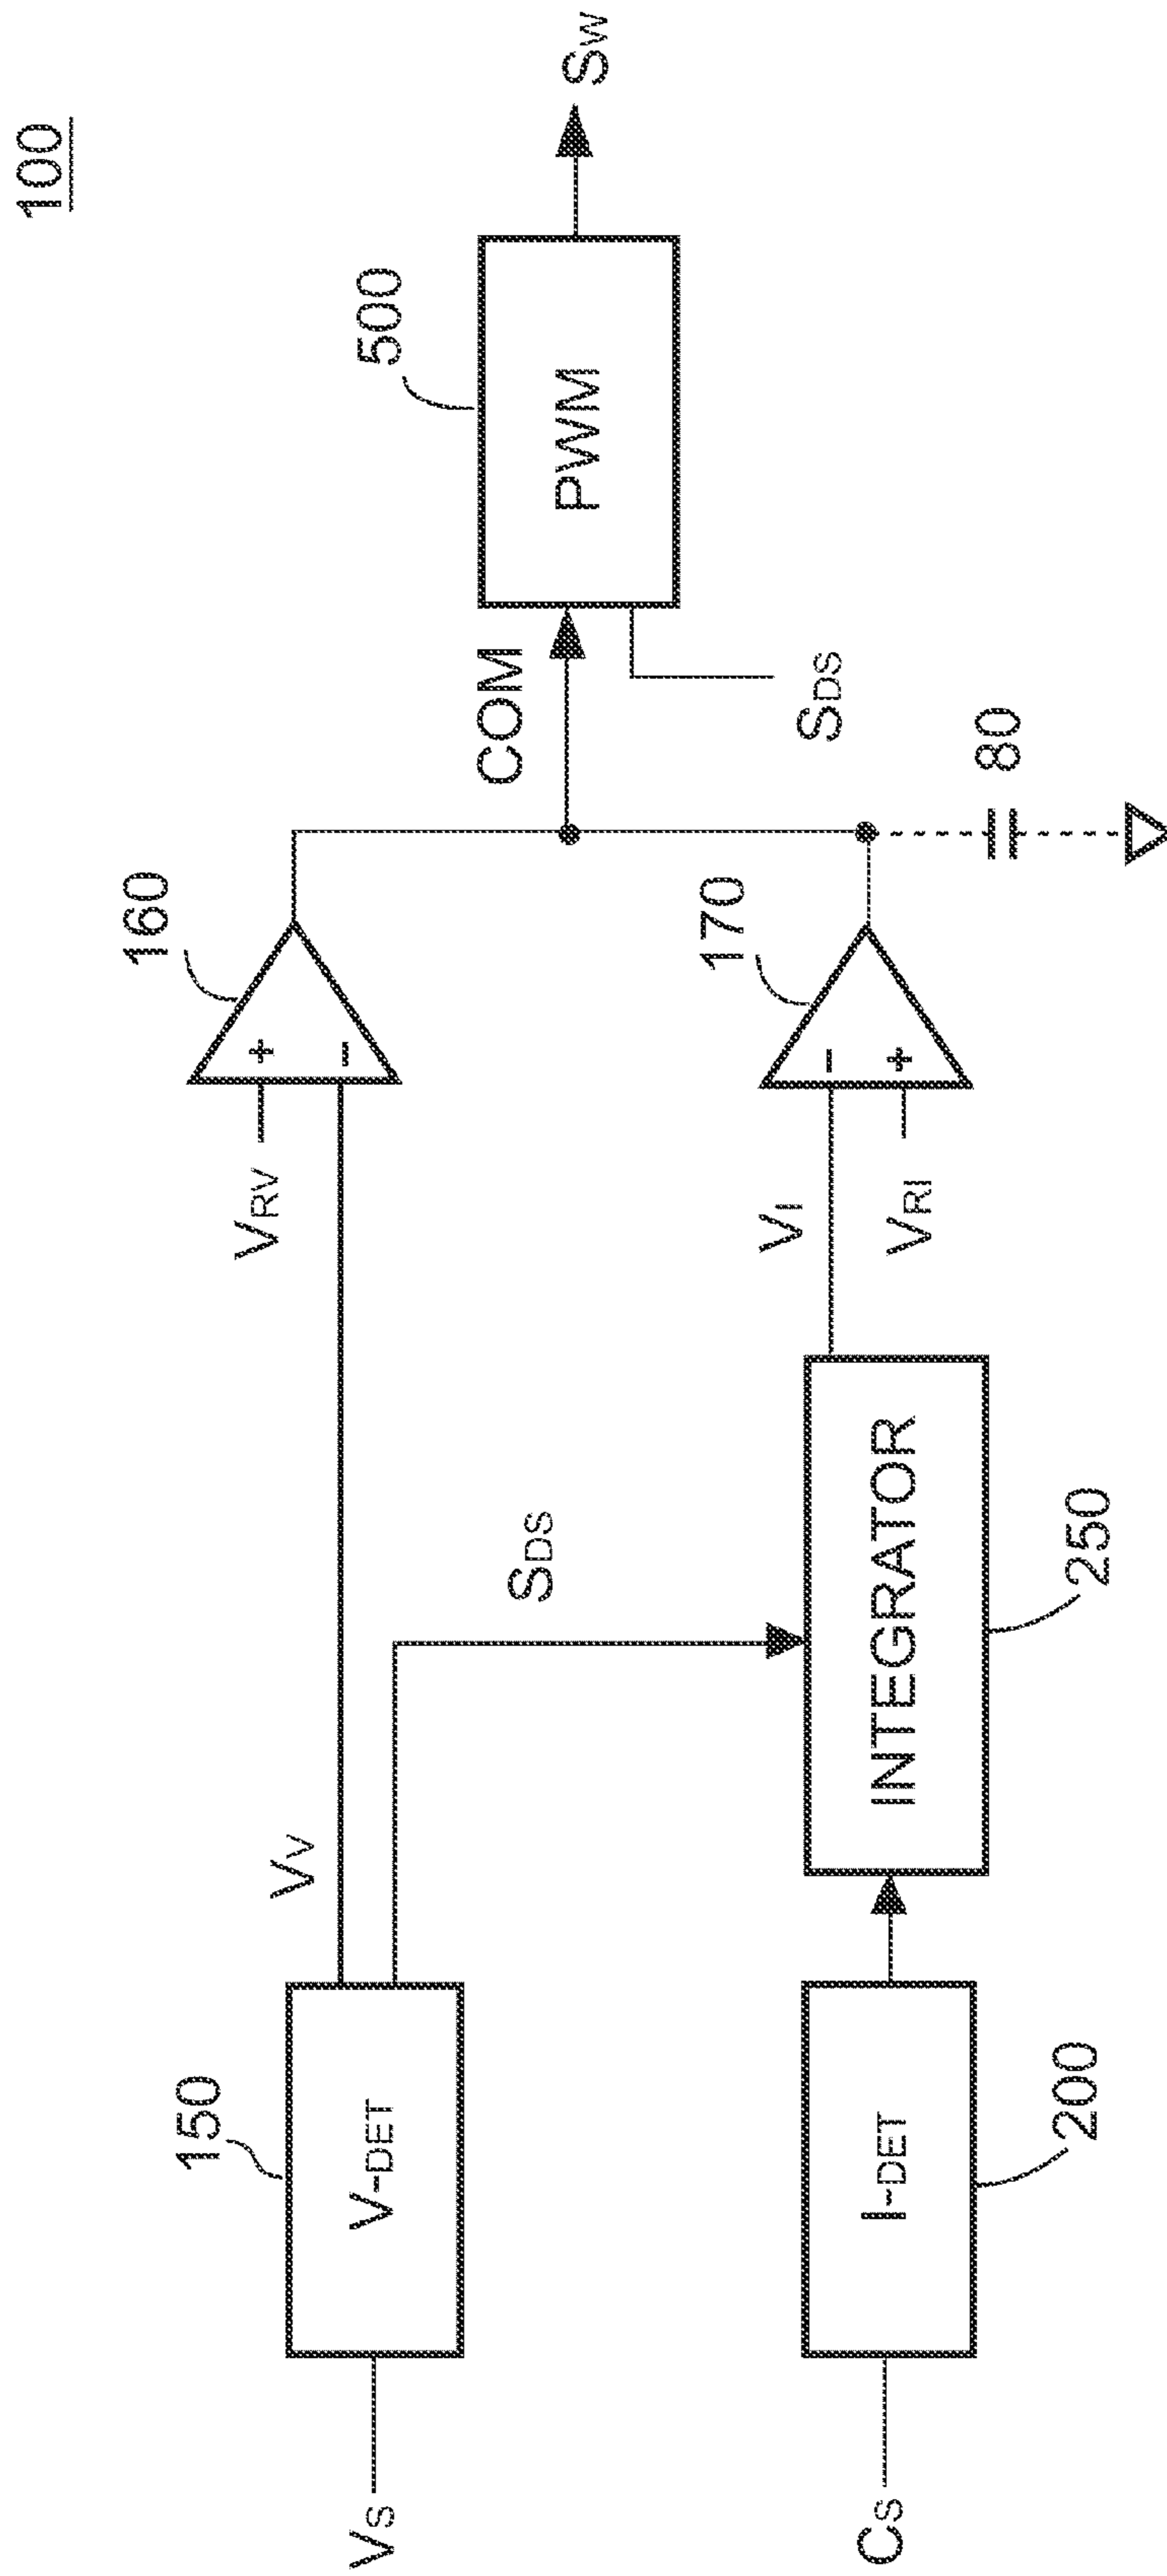 100
150
V-DET
VS
VV
VRV
+
-
160
SDS
COM
500
PWM
SW
SDS
CS
I-DET
200
INTEGRATOR
250
VI
VRI
-
+
170
80